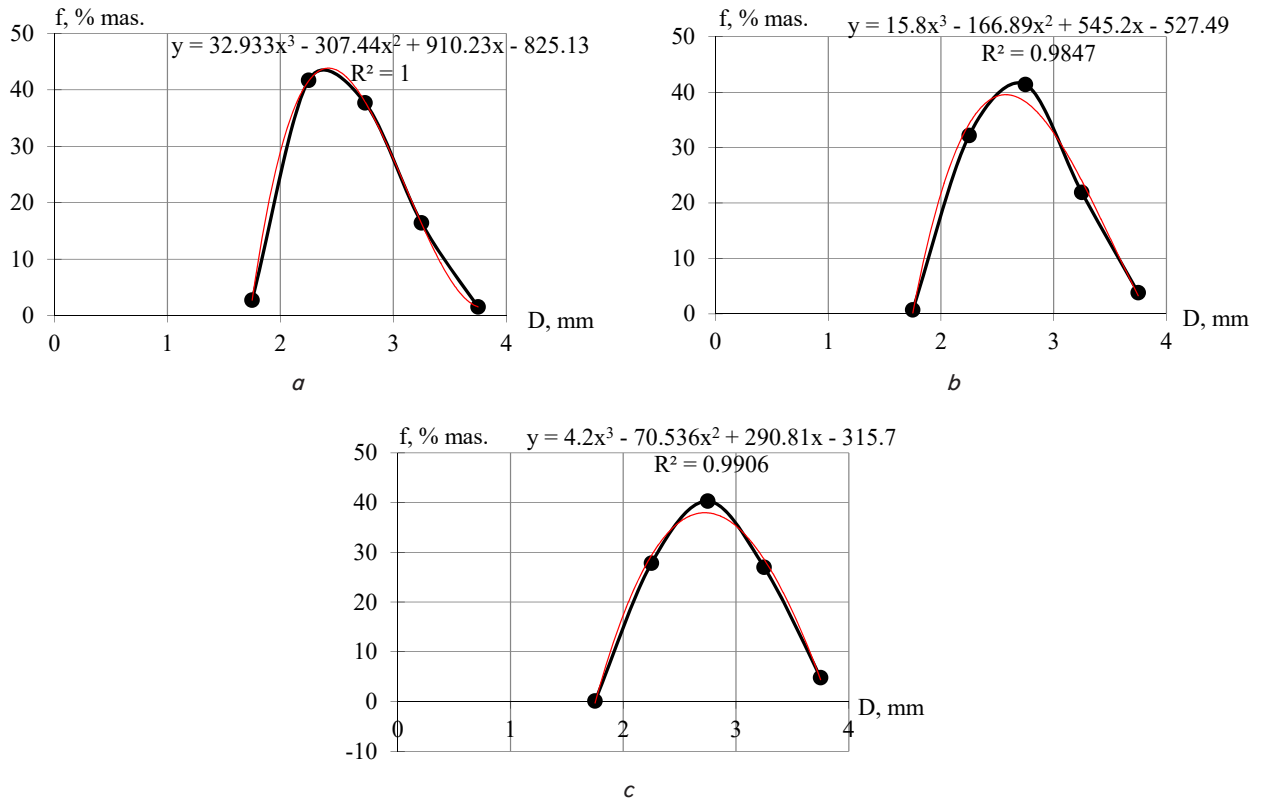 f, % mas.
y = 32.933x³ - 307.44x² + 910.23x - 825.13
R² = 1
50
40
30
20
10
0
0 1 2 3 4
D, mm
a
f, % mas.
y = 15.8x³ - 166.89x² + 545.2x - 527.49
R² = 0.9847
50
40
30
20
10
0
0 1 2 3 4
D, mm
b
f, % mas.
y = 4.2x³ - 70.536x² + 290.81x - 315.7
R² = 0.9906
50
40
30
20
10
0
-10
0 1 2 3 4
D, mm
c